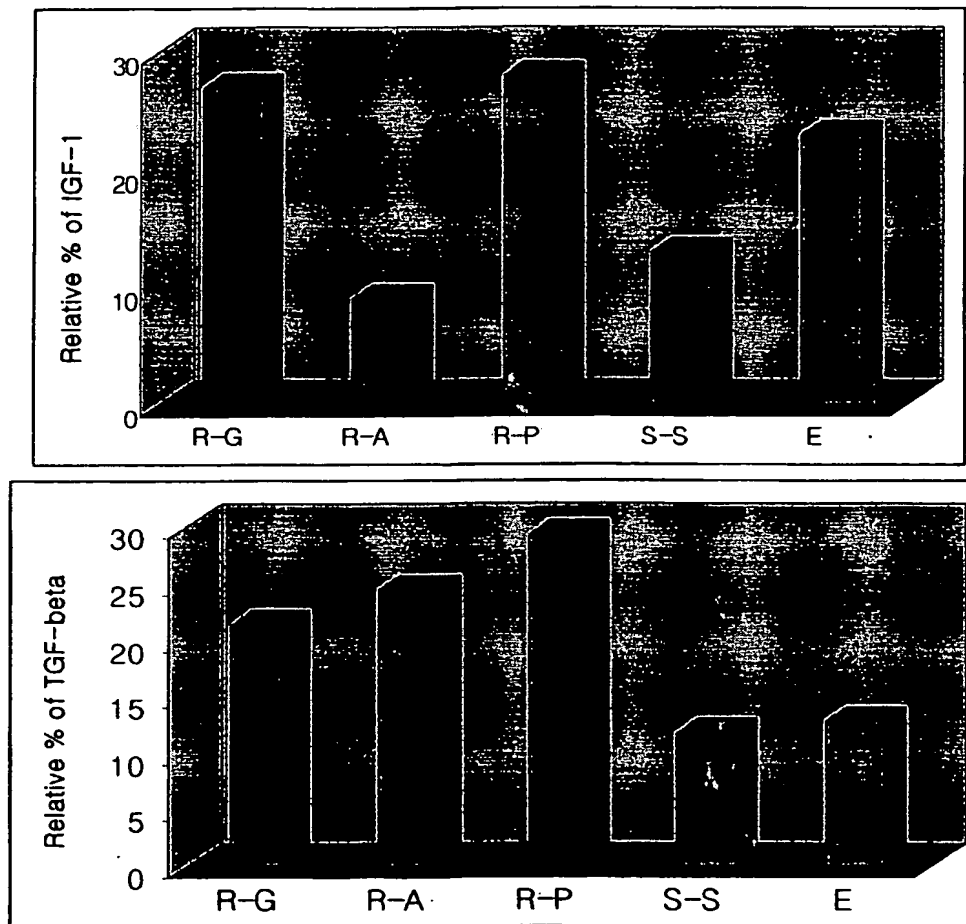 Relative % of IGF-1
30
20
10
0
R-G R-A R-P S-S E
Relative % of TGF-beta
30
25
20
15
10
5
0
R-G R-A R-P S-S E